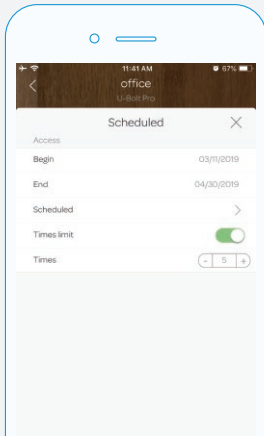 11:41 AM 67%
office
U-Bolt Pro
Scheduled
Access
Begin 03/11/2019
End 04/30/2019
Scheduled
Times limit
Times - 5 +